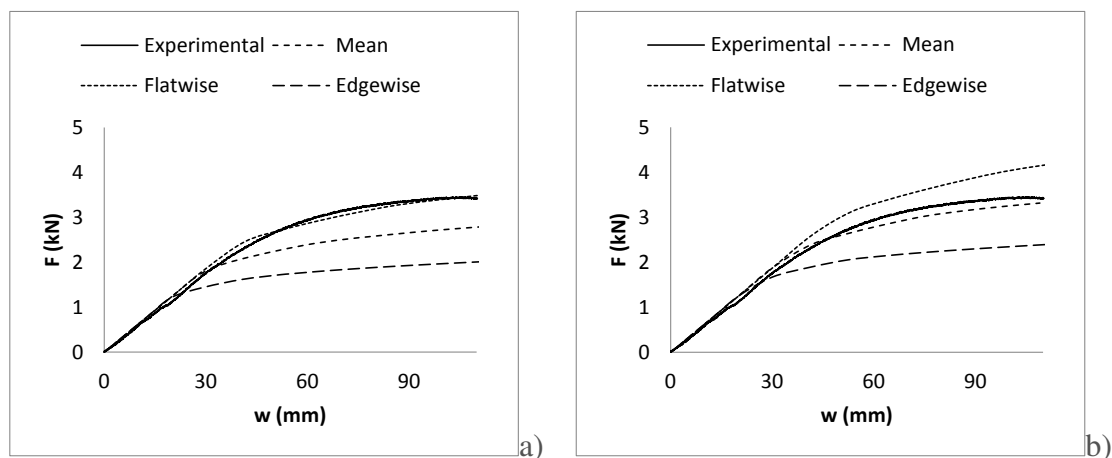 Experimental Mean
Flatwise Edgewise
5
4
3
2
1
0
F (kN)
0 30 60 90
w (mm)
a)
Experimental Mean
Flatwise Edgewise
5
4
3
2
1
0
F (kN)
0 30 60 90
w (mm)
b)